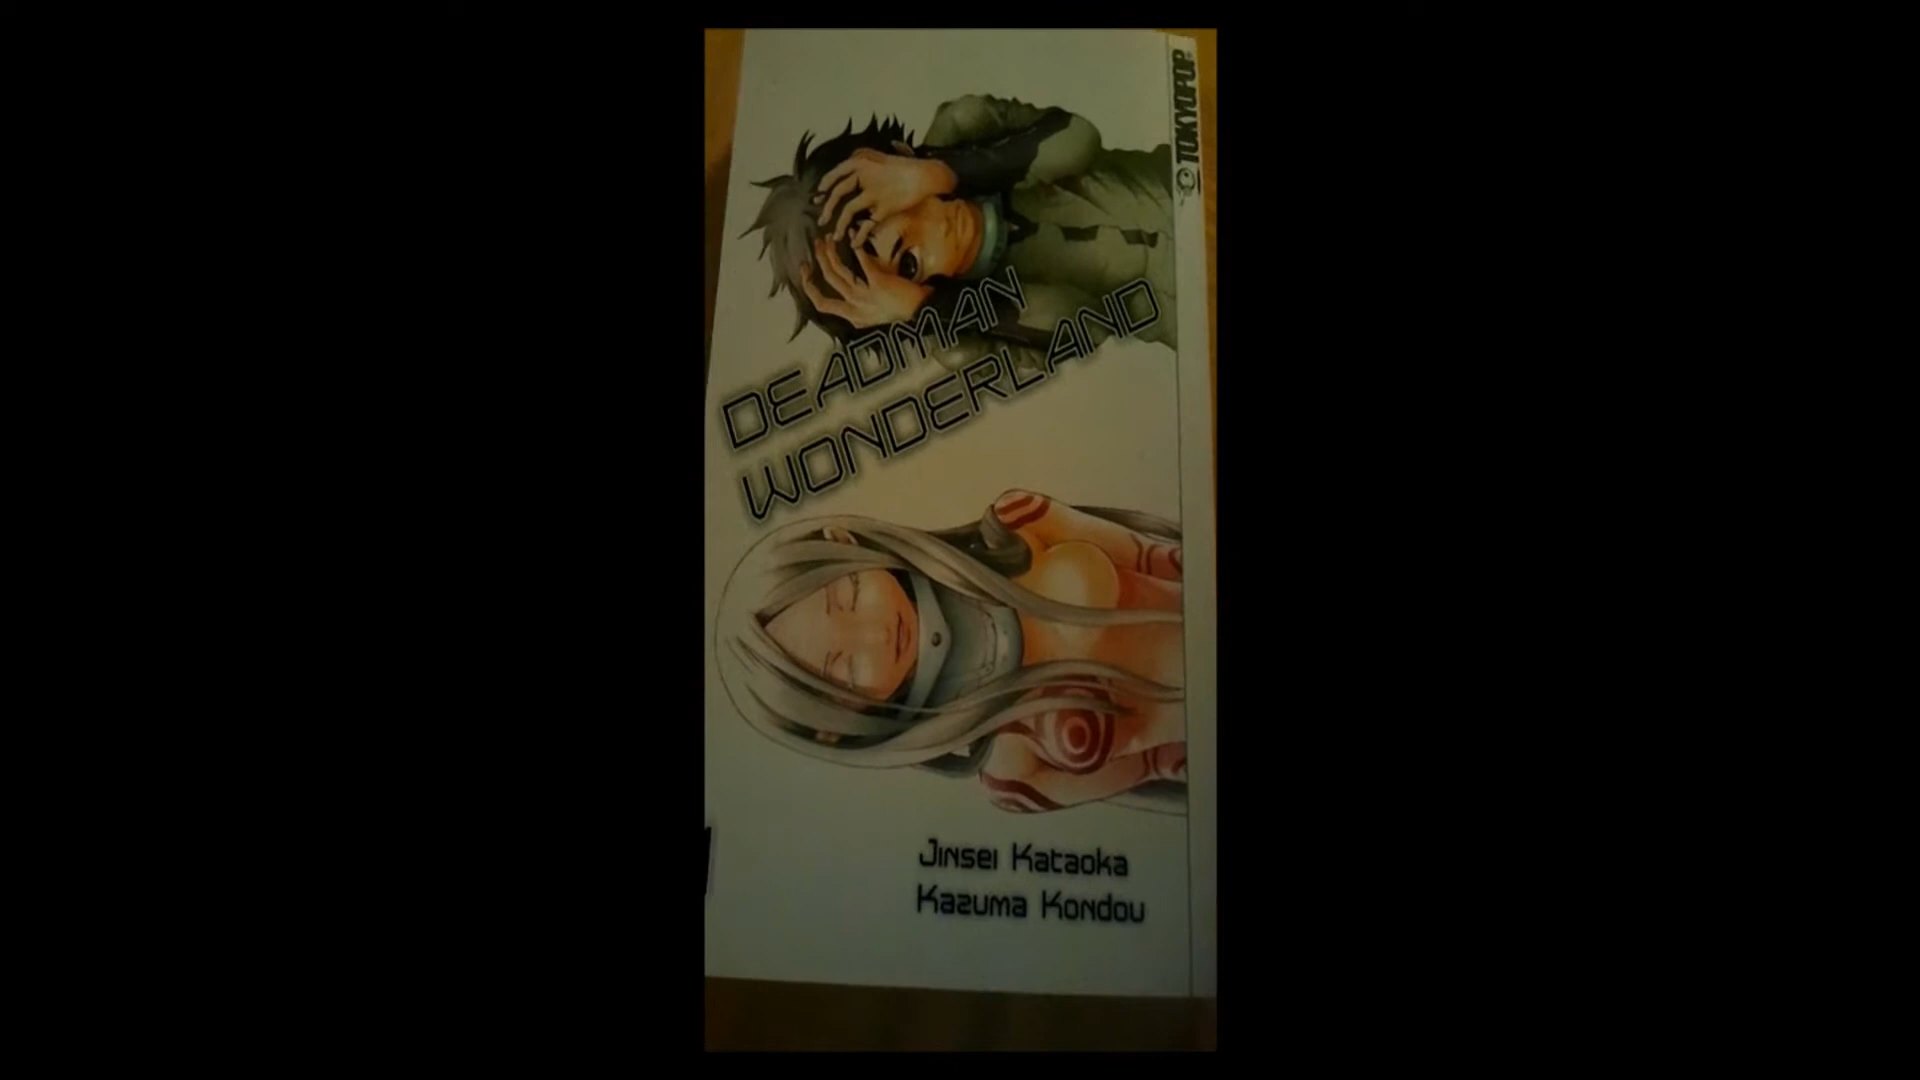 TOKYOPOP
DEADMAN
WONDERLAND
Jinsei Kataoka
Kazuma Kondou